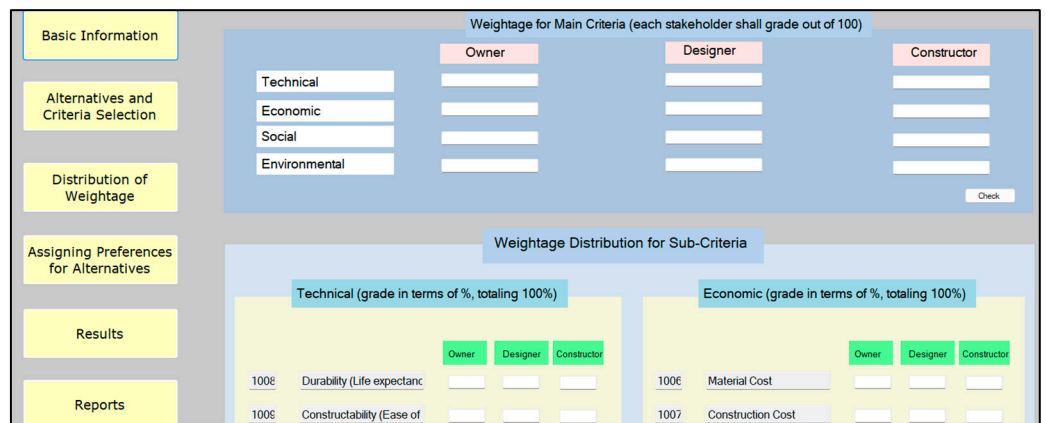 Basic Information
Alternatives and
Criteria Selection
Distribution of
Weightage
Assigning Preferences
for Alternatives
Results
Reports
Weightage for Main Criteria (each stakeholder shall grade out of 100)
Owner Designer Constructor
Technical
Economic
Social
Environmental
Check
Weightage Distribution for Sub-Criteria
Technical (grade in terms of %, totaling 100%)
Owner Designer Constructor
1008 Durability (Life expectanc
1009 Constructability (Ease of
Economic (grade in terms of %, totaling 100%)
Owner Designer Constructor
1006 Material Cost
1007 Construction Cost